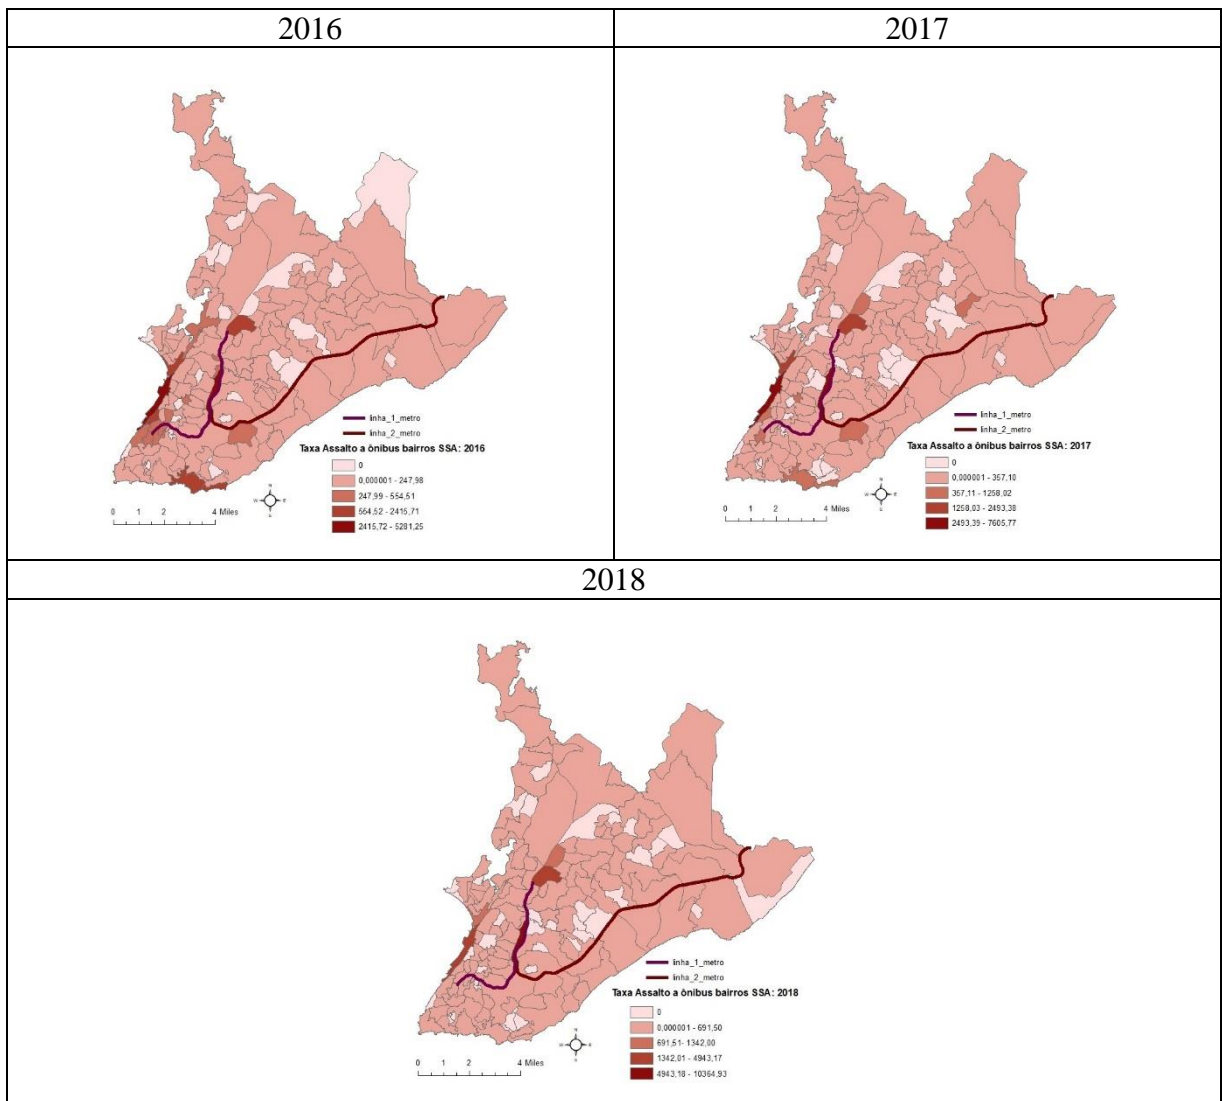 2016
2017
linha_1_metro
linha_2_metro
Taxa Assalto a ônibus bairros SSA: 2016
0
0,000001 - 247,98
247,99 - 554,51
554,52 - 2415,71
2415,72 - 5281,25
N
W E
S
0 1 2 4 Miles
linha_1_metro
linha_2_metro
Taxa Assalto a ônibus bairros SSA: 2017
0
0,000001 - 357,10
357,11 - 1258,02
1258,03 - 2493,38
2493,39 - 7605,77
N
W E
S
0 1 2 4 Miles
2018
linha_1_metro
linha_2_metro
Taxa Assalto a ônibus bairros SSA: 2018
0
0,000001 - 691,50
691,51- 1342,00
1342,01 - 4943,17
4943,18 - 10364,93
N
W E
S
0 1 2 4 Miles